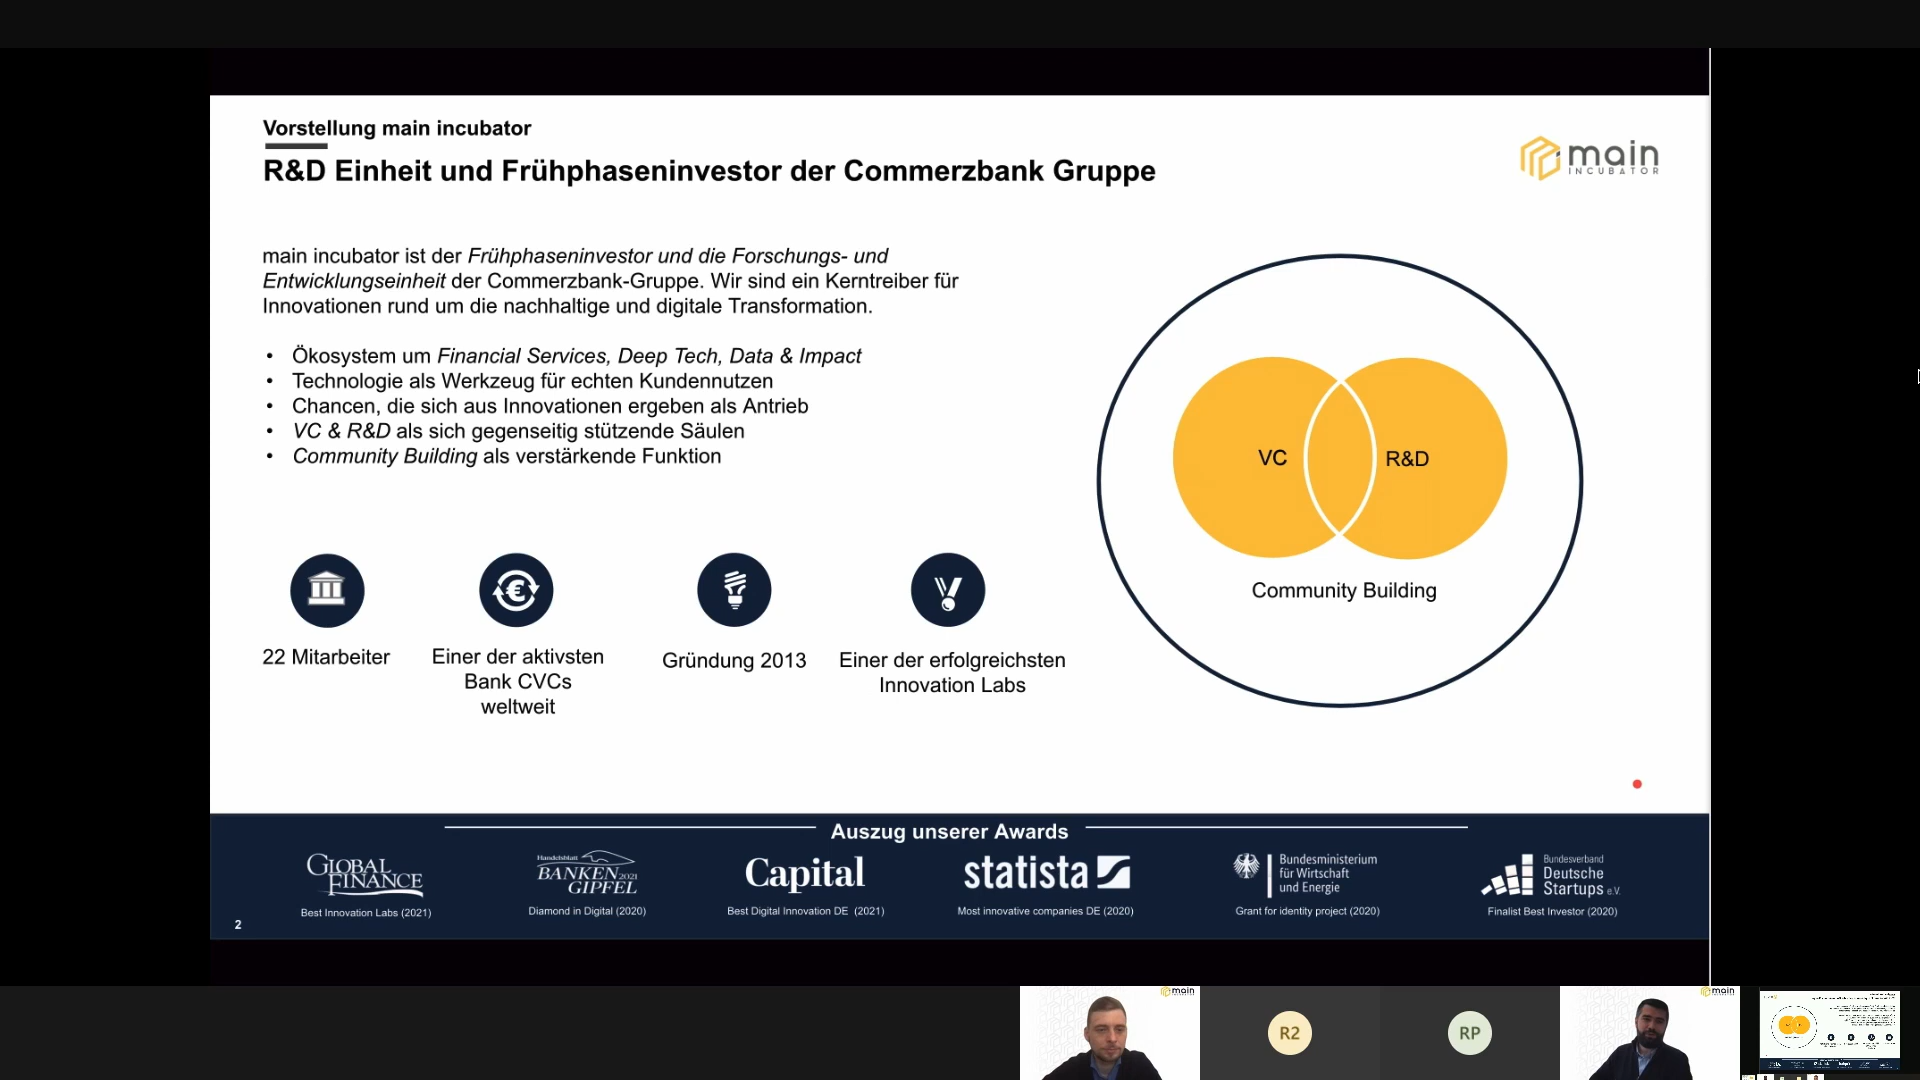 Vorstellung main incubator
R&D Einheit und Frühphaseninvestor der Commerzbank Gruppe
main
INCUBATOR
main incubator ist der Frühphaseninvestor und die Forschungs- und
Entwicklungseinheit der Commerzbank-Gruppe. Wir sind ein Kerntreiber für
Innovationen rund um die nachhaltige und digitale Transformation.
• Ökosystem um Financial Services, Deep Tech, Data & Impact
• Technologie als Werkzeug für echten Kundennutzen
• Chancen, die sich aus Innovationen ergeben als Antrieb
• VC & R&D als sich gegenseitig stützende Säulen
• Community Building als verstärkende Funktion
VC
R&D
Community Building
22 Mitarbeiter
Einer der aktivsten
Bank CVCs
weltweit
Gründung 2013
Einer der erfolgreichsten
Innovation Labs
Auszug unserer Awards
GLOBAL
FINANCE
Best Innovation Labs (2021)
Handelsblatt
BANKEN 2021
GIPFEL
Diamond in Digital (2020)
Capital
Best Digital Innovation DE (2021)
statista
Most innovative companies DE (2020)
Bundesministerium
für Wirtschaft
und Energie
Grant for identity project (2020)
Bundesverband
Deutsche
Startups e.V.
Finalist Best Investor (2020)
2
main
R2
RP
main